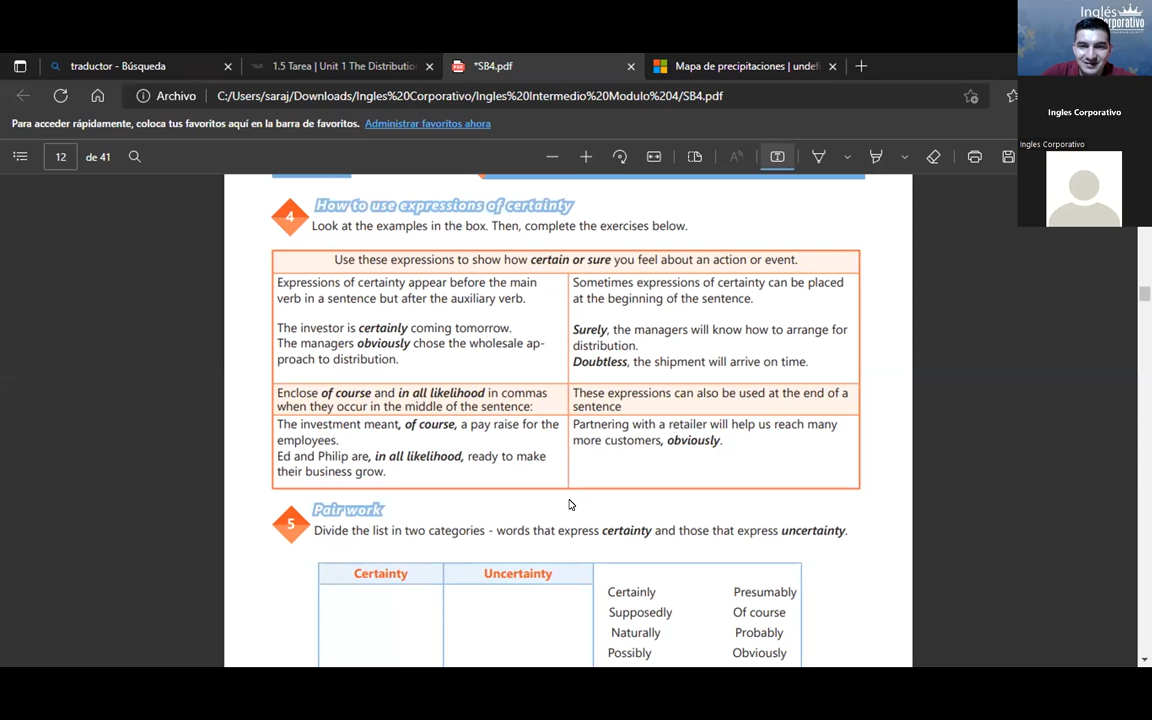 Inglés
Corporativo
traductor - Búsqueda
1.5 Tarea | Unit 1 The Distributio
*SB4.pdf
Mapa de precipitaciones | undef
Archivo
C:/Users/saraj/Downloads/Ingles%20Corporativo/Ingles%20Intermedio%20Modulo%204/SB4.pdf
Ingles Corporativo
Para acceder rápidamente, coloca tus favoritos aquí en la barra de favoritos. Administrar favoritos ahora
Ingles Corporativo
12 de 41
4
How to use expressions of certainty
Look at the examples in the box. Then, complete the exercises below.
Use these expressions to show how certain or sure you feel about an action or event.
Expressions of certainty appear before the main
verb in a sentence but after the auxiliary verb.
The investor is certainly coming tomorrow.
The managers obviously chose the wholesale ap-
proach to distribution.
Sometimes expressions of certainty can be placed
at the beginning of the sentence.
Surely, the managers will know how to arrange for
distribution.
Doubtless, the shipment will arrive on time.
Enclose of course and in all likelihood in commas
when they occur in the middle of the sentence:
These expressions can also be used at the end of a
sentence
The investment meant, of course, a pay raise for the
employees.
Ed and Philip are, in all likelihood, ready to make
their business grow.
Partnering with a retailer will help us reach many
more customers, obviously.
5
Pair work
Divide the list in two categories - words that express certainty and those that express uncertainty.
Certainty
Uncertainty
Certainly Presumably
Supposedly Of course
Naturally Probably
Possibly Obviously